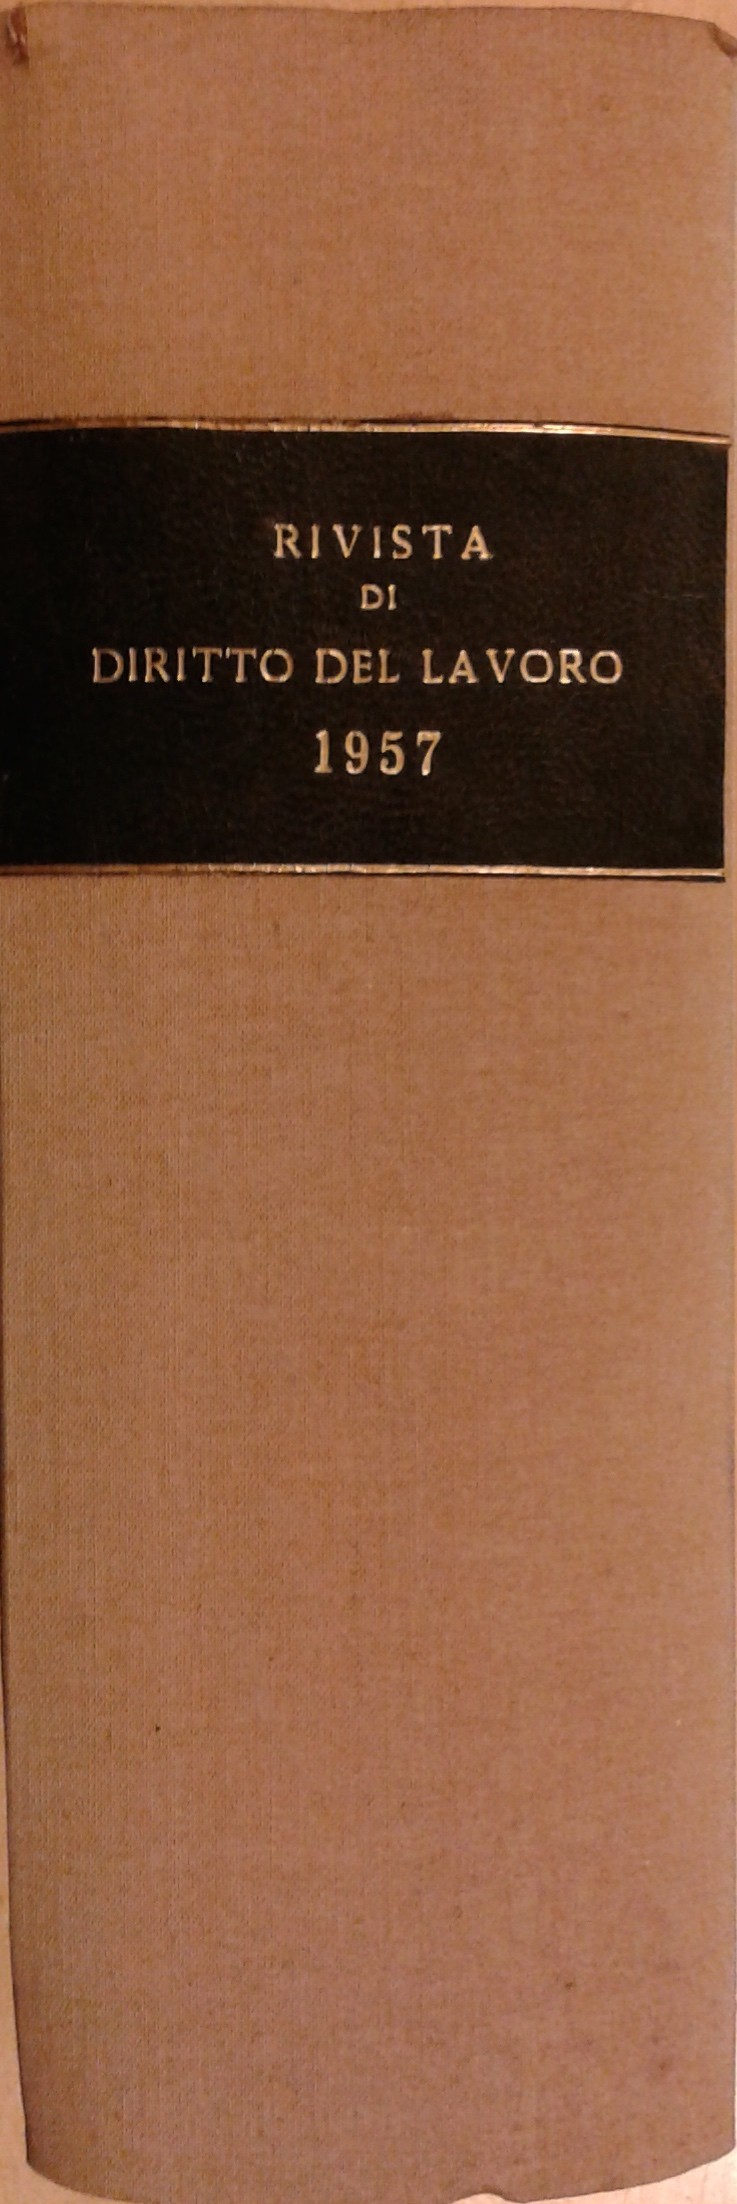 RIVISTA
DI
DIRITTO DEL LAVORO
1957